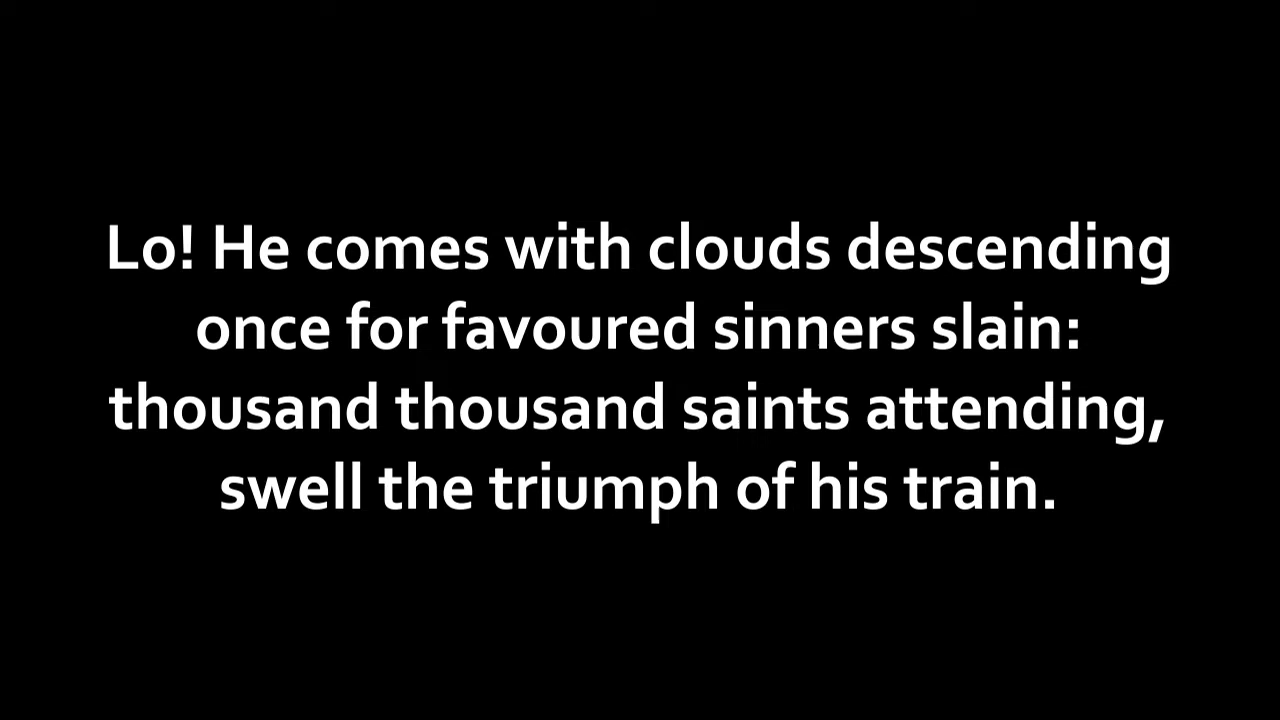 Lo! He comes with clouds descending
once for favoured sinners slain:
thousand thousand saints attending,
swell the triumph of his train.